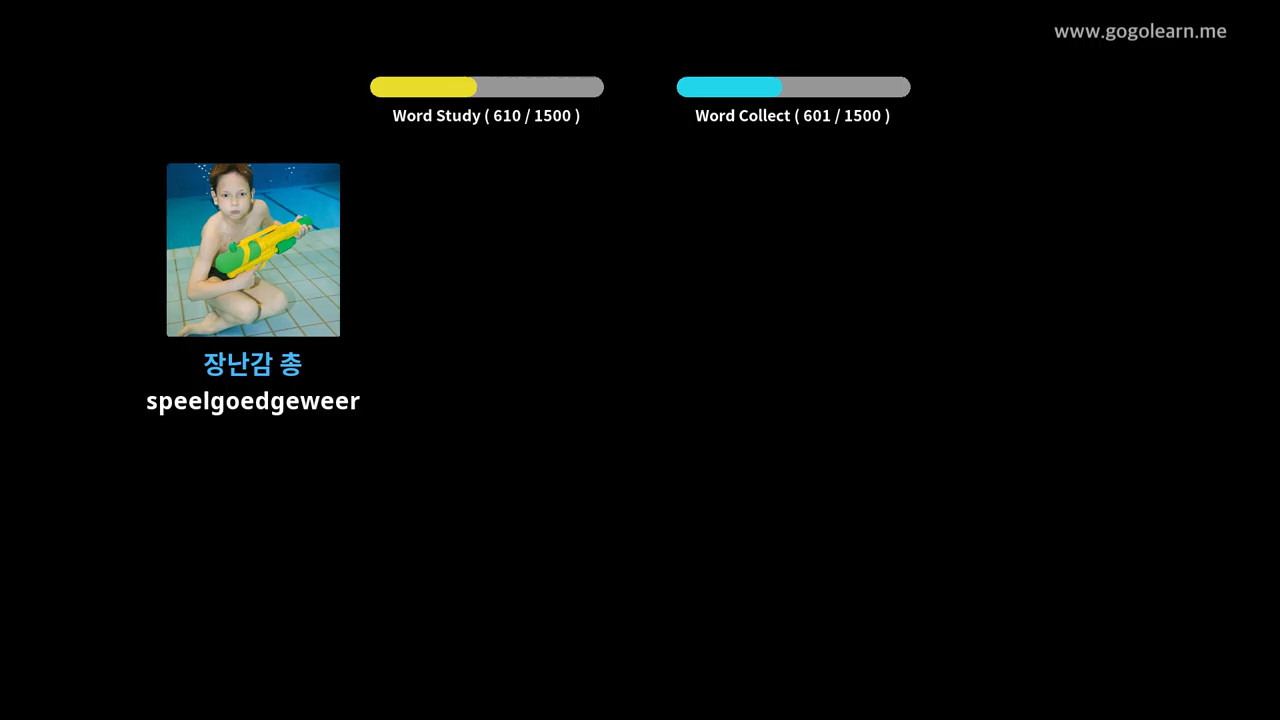 www.gogolearn.me
Word Study ( 610 / 1500 )
Word Collect ( 601 / 1500 )
장난감 총
speelgoedgeweer